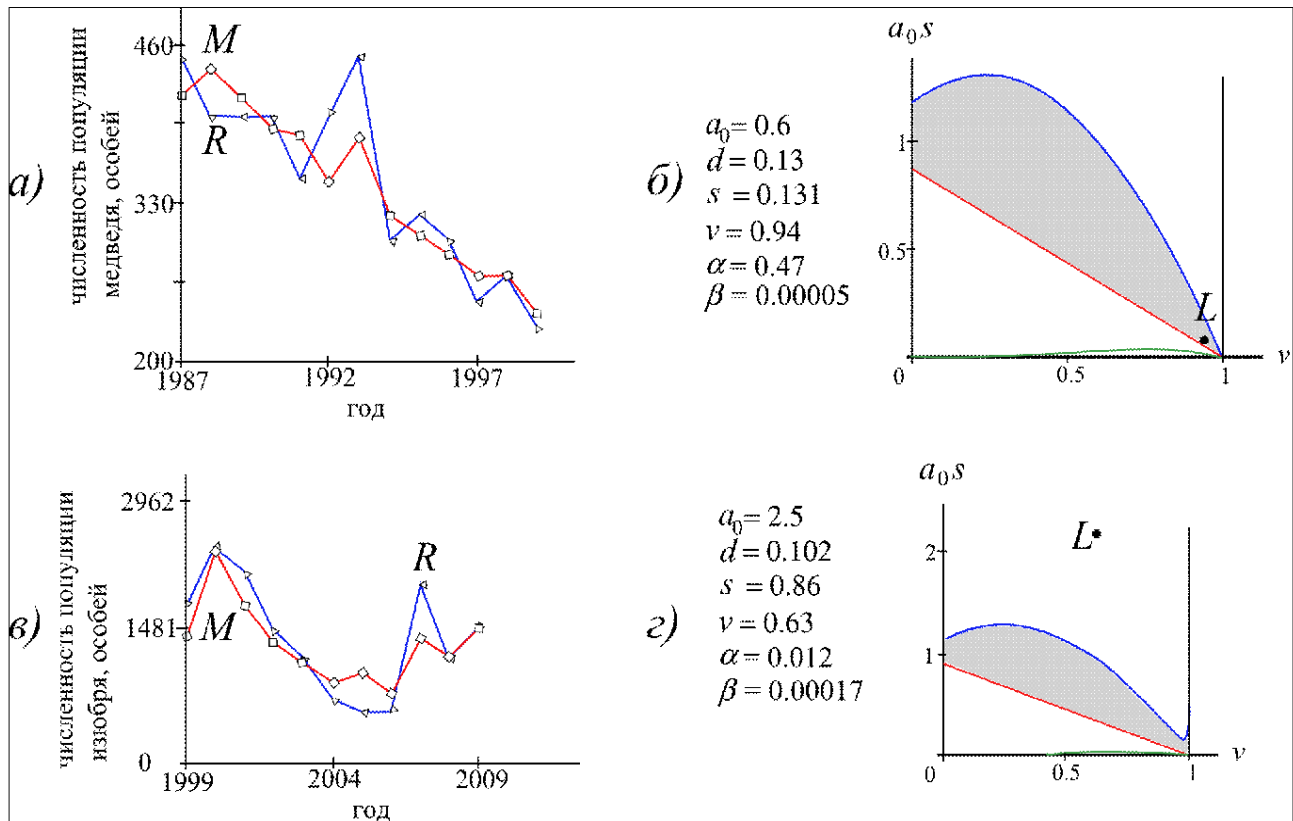 а)
численность популяции
медведя, особей
460
330
200
M
R
1987
1992
1997
год
б)
a₀= 0.6
d = 0.13
s = 0.131
v = 0.94
α = 0.47
β = 0.00005
a₀s
1
0.5
L
0
0.5
1
v
в)
численность популяции
изюбря, особей
2962
1481
0
M
R
1999
2004
2009
год
г)
a₀= 2.5
d = 0.102
s = 0.86
v = 0.63
α = 0.012
β = 0.00017
a₀s
2
1
L
0
0.5
1
v